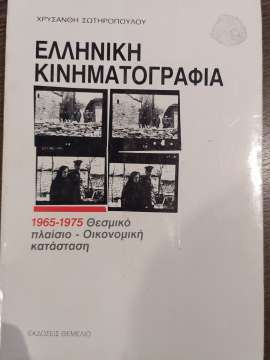 ΧΡΥΣΑΝΘΗ ΣΩΤΗΡΟΠΟΥΛΟΥ
ΕΛΛΗΝΙΚΗ
ΚΙΝΗΜΑΤΟΓΡΑΦΙΑ
1965-1975 Θεσμικό
πλαίσιο - Οικονομική
κατάσταση
ΕΚΔΟΣΕΙΣ ΘΕΜΕΛΙΟ